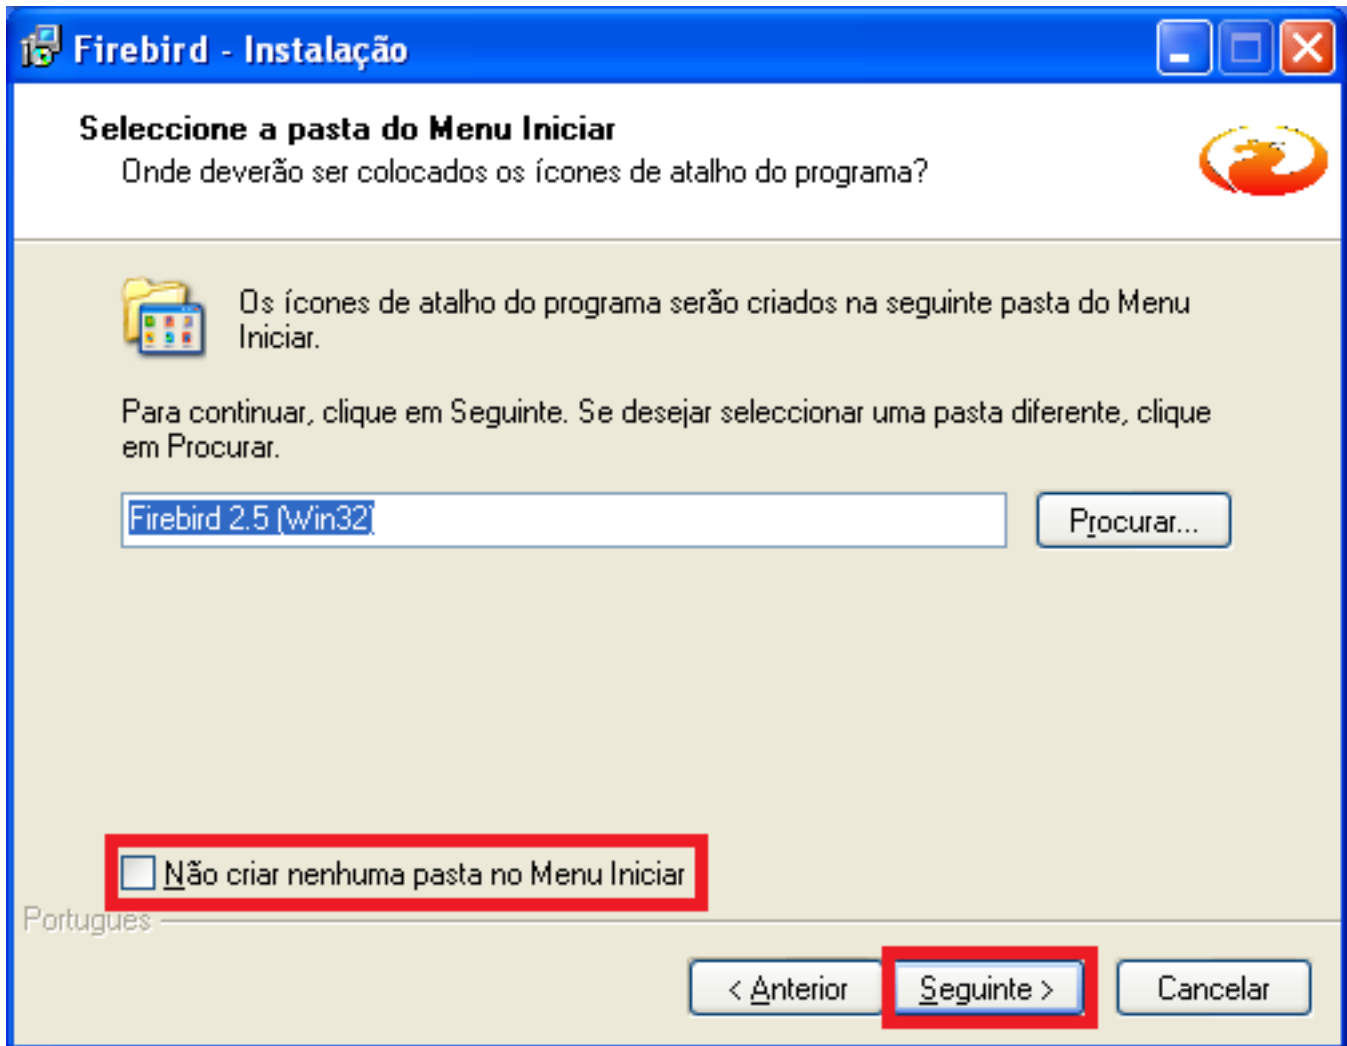 Firebird - Instalação
Seleccione a pasta do Menu Iniciar
Onde deverão ser colocados os ícones de atalho do programa?
Os ícones de atalho do programa serão criados na seguinte pasta do Menu
Iniciar.
Para continuar, clique em Seguinte. Se desejar seleccionar uma pasta diferente, clique
em Procurar.
Firebird 2.5 (Win32)
Procurar...
Não criar nenhuma pasta no Menu Iniciar
Portugues
< Anterior
Seguinte >
Cancelar